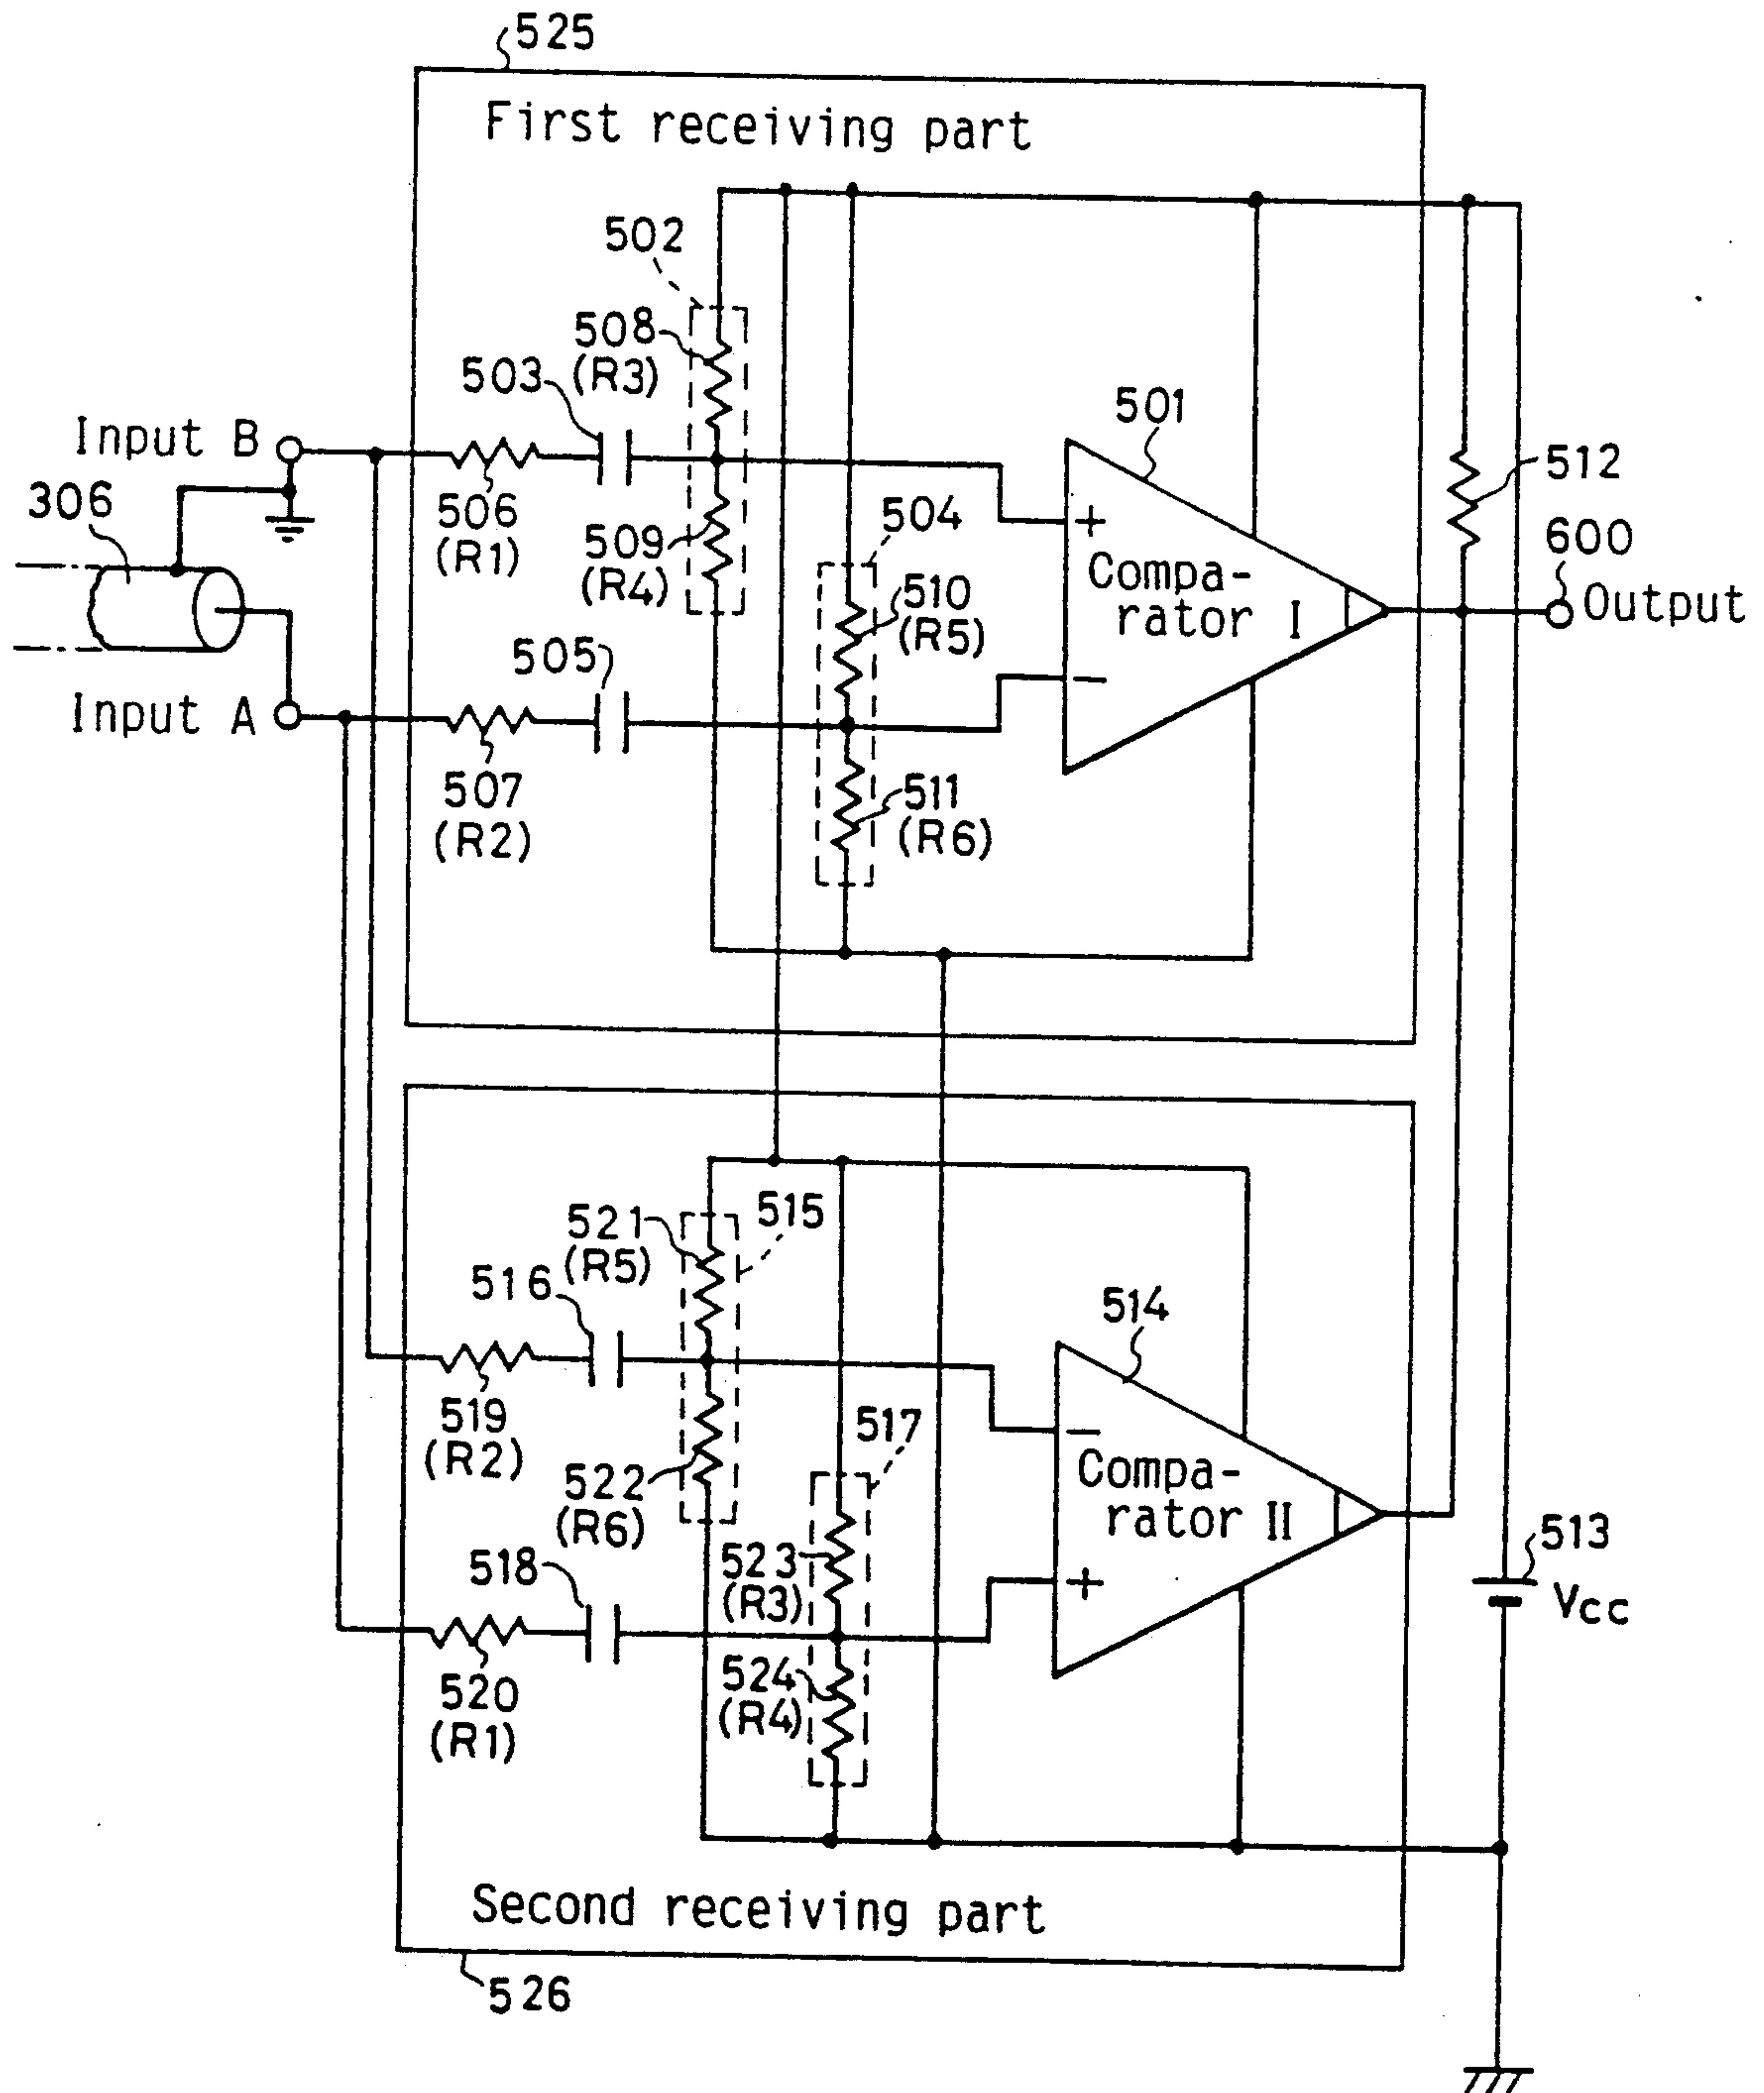 525
First receiving part
502
508
(R3)
503
501
Input B
512
306
506
(R1)
504
509
(R4)
600
Output
+
Compa-
rator I
510
(R5)
505
−
Input A
507
(R2)
511
(R6)
521
(R5)
515
516
514
519
(R2)
517
−
Compa-
rator II
522
(R6)
518
523
(R3)
513
Vcc
+
520
(R1)
524
(R4)
Second receiving part
526